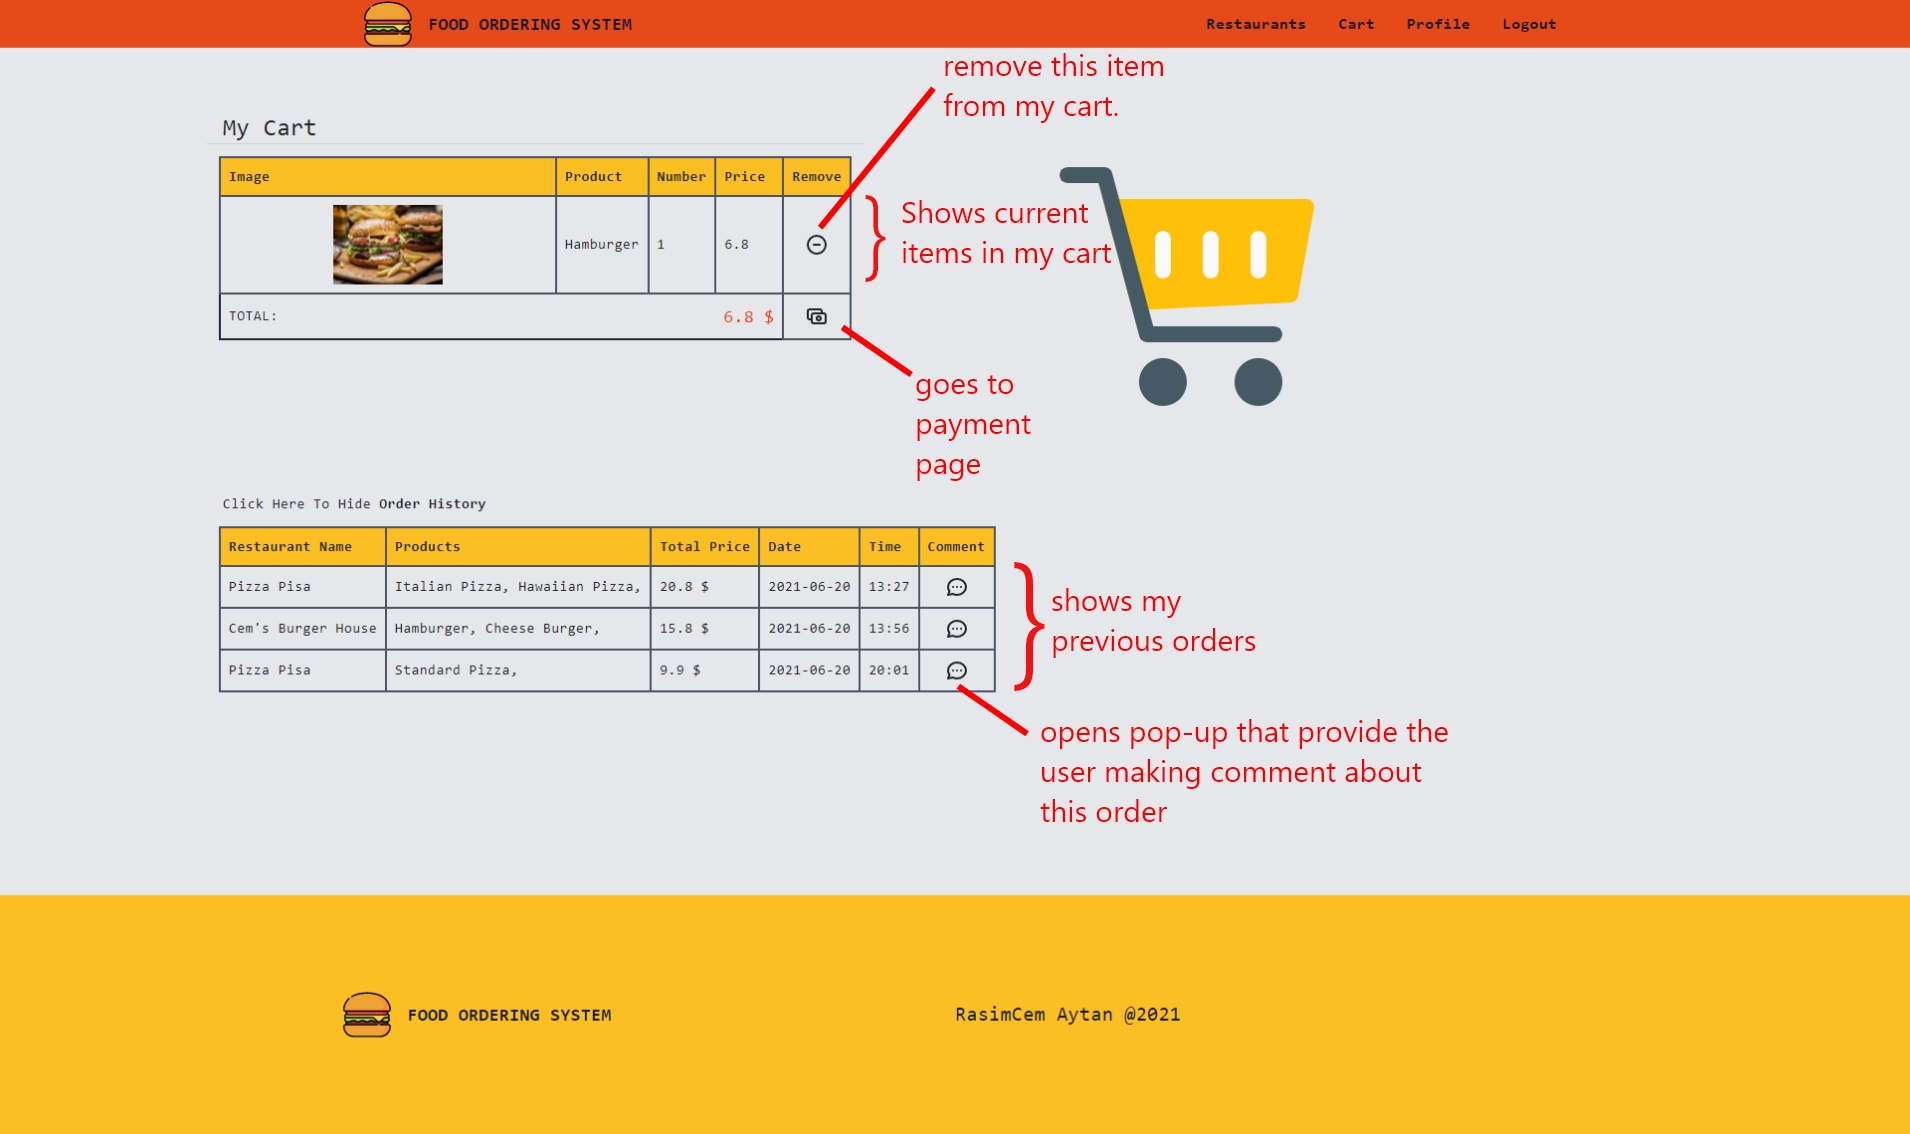 FOOD ORDERING SYSTEM
Restaurants Cart Profile Logout
remove this item
from my cart.
My Cart
Image Product Number Price Remove
Hamburger 1 6.8
Shows current
items in my cart
TOTAL: 6.8 $
goes to
payment
page
Click Here To Hide Order History
Restaurant Name Products Total Price Date Time Comment
Pizza Pisa Italian Pizza, Hawaiian Pizza, 20.8 $ 2021-06-20 13:27
Cem's Burger House Hamburger, Cheese Burger, 15.8 $ 2021-06-20 13:56
Pizza Pisa Standard Pizza, 9.9 $ 2021-06-20 20:01
shows my
previous orders
opens pop-up that provide the
user making comment about
this order
FOOD ORDERING SYSTEM
RasimCem Aytan @2021